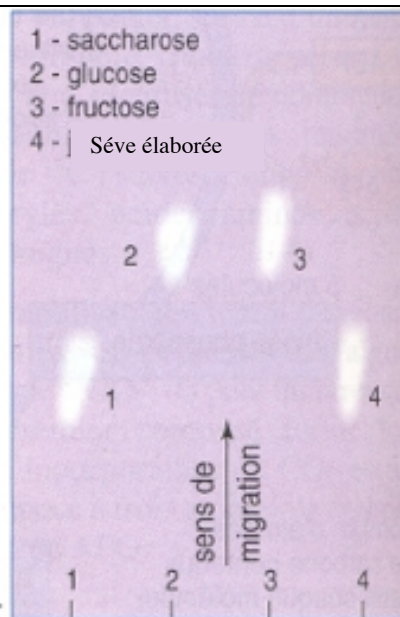 1 - saccharose
2 - glucose
3 - fructose
4 - Séve élaborée
2
3
1
4
sens de
migration
1 2 3 4